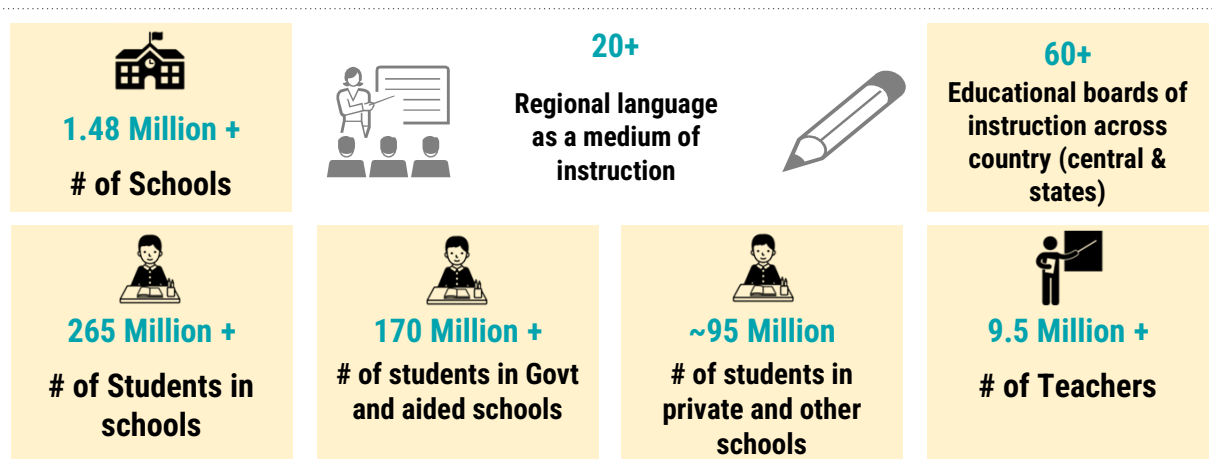 1.48 Million +
# of Schools
20+
Regional language
as a medium of
instruction
60+
Educational boards of
instruction across
country (central &
states)
265 Million +
# of Students in
schools
170 Million +
# of students in Govt
and aided schools
~95 Million
# of students in
private and other
schools
9.5 Million +
# of Teachers